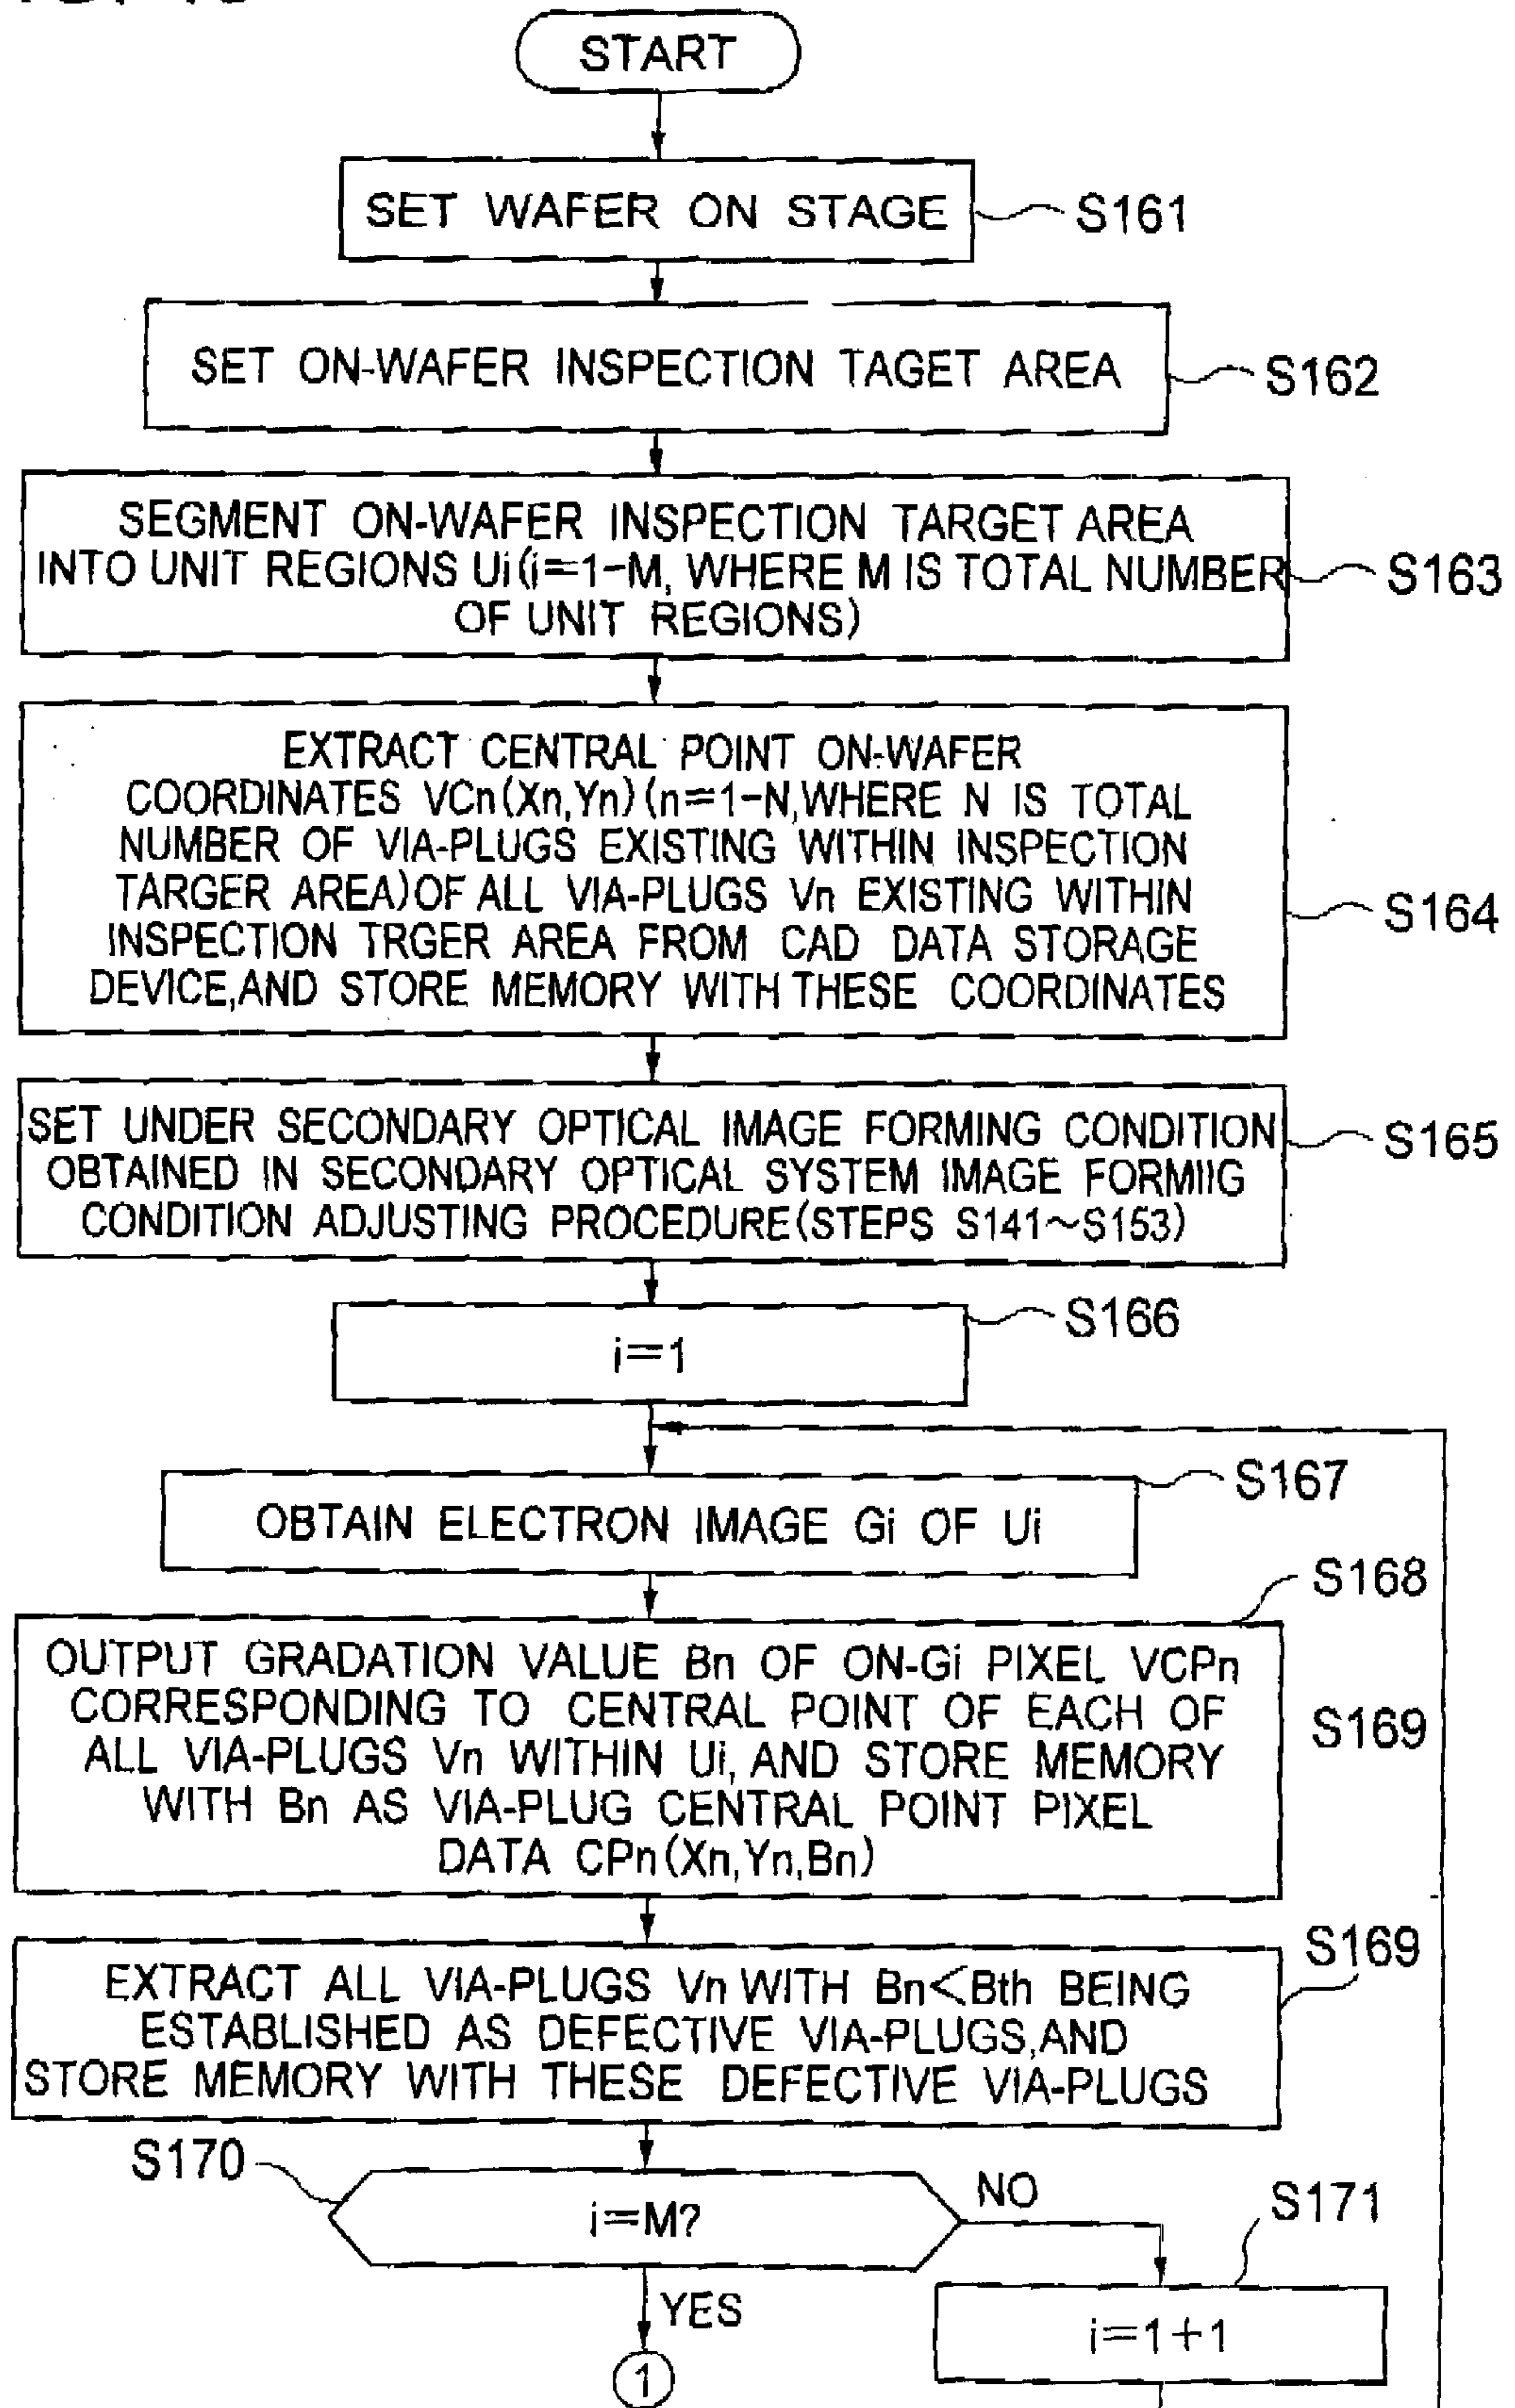 START
SET WAFER ON STAGE
S161
SET ON-WAFER INSPECTION TAGET AREA
S162
SEGMENT ON-WAFER INSPECTION TARGET AREA
INTO UNIT REGIONS Ui(i=1-M, WHERE M IS TOTAL NUMBER
OF UNIT REGIONS)
S163
EXTRACT CENTRAL POINT ON-WAFER
COORDINATES VCn(Xn,Yn)(n=1-N,WHERE N IS TOTAL
NUMBER OF VIA-PLUGS EXISTING WITHIN INSPECTION
TARGER AREA)OF ALL VIA-PLUGS Vn EXISTING WITHIN
INSPECTION TRGER AREA FROM CAD DATA STORAGE
DEVICE,AND STORE MEMORY WITH THESE COORDINATES
S164
SET UNDER SECONDARY OPTICAL IMAGE FORMING CONDITION
OBTAINED IN SECONDARY OPTICAL SYSTEM IMAGE FORMIIG
CONDITION ADJUSTING PROCEDURE(STEPS S141~S153)
S165
S166
i=1
S167
OBTAIN ELECTRON IMAGE Gi OF Ui
S168
OUTPUT GRADATION VALUE Bn OF ON-Gi PIXEL VCPn
CORRESPONDING TO CENTRAL POINT OF EACH OF
ALL VIA-PLUGS Vn WITHIN Ui, AND STORE MEMORY
WITH Bn AS VIA-PLUG CENTRAL POINT PIXEL
DATA CPn(Xn,Yn,Bn)
S169
S169
EXTRACT ALL VIA-PLUGS Vn WITH Bn<Bth BEING
ESTABLISHED AS DEFECTIVE VIA-PLUGS,AND
STORE MEMORY WITH THESE DEFECTIVE VIA-PLUGS
S170
i=M?
NO
S171
YES
i=1+1
1